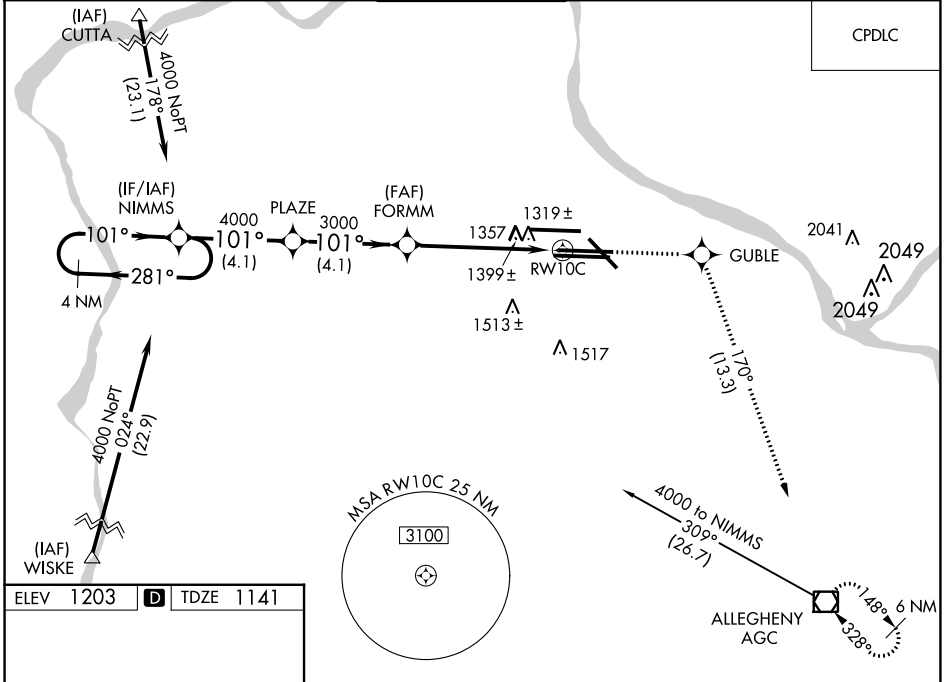 (IAF)
CUTTA
4000 NoPT
178°
(23.1)
CPDLC
(IF/IAF)
NIMMS
101°
281°
4 NM
4000
101°
(4.1)
PLAZE
3000
101°
(4.1)
(FAF)
FORMM
1357
1319 ±
1399 ±
RW10C
1513 ±
1517
GUBLE
2041
2049
2049
170°
(13.3)
4000 NoPT
024°
(22.9)
(IAF)
WISKE
MSA RW10C 25 NM
3100
4000 to NIMMS
309°
(26.7)
ALLEGHENY
AGC
148°
328°
6 NM
ELEV 1203 D TDZE 1141